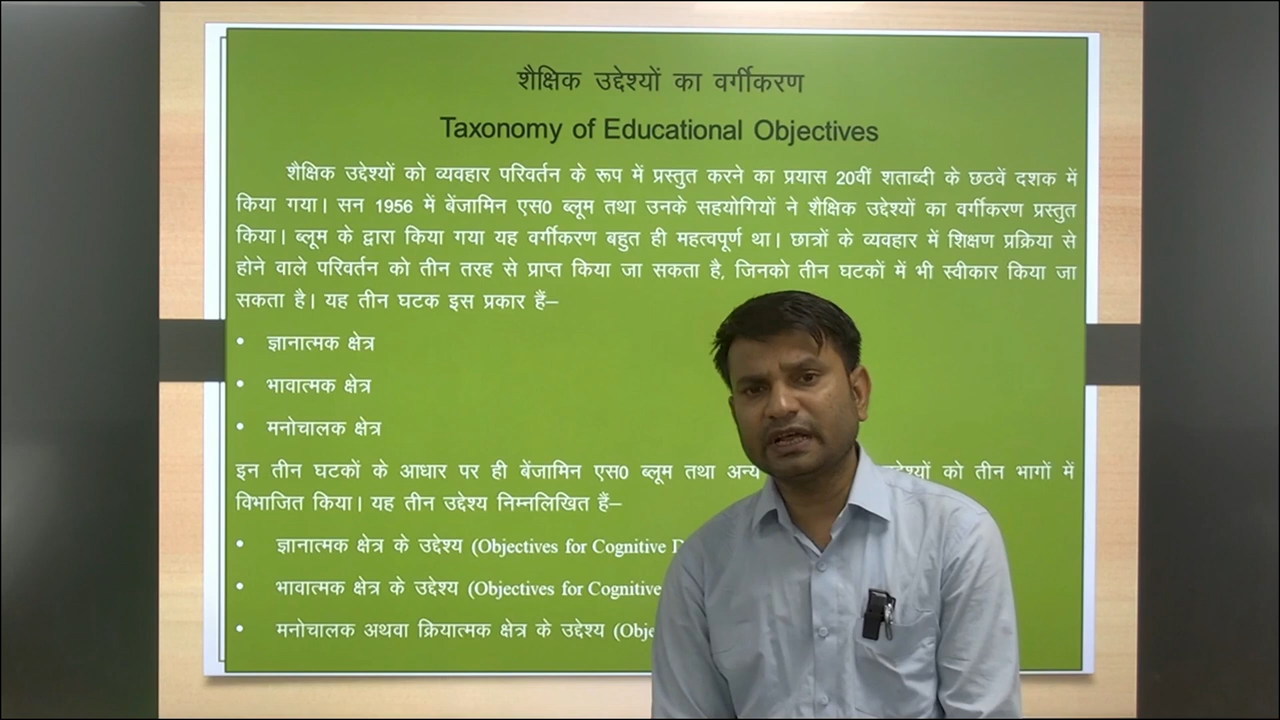 शैक्षिक उद्देश्यों का वर्गीकरण
Taxonomy of Educational Objectives
शैक्षिक उद्देश्यों को व्यवहार परिवर्तन के रूप में प्रस्तुत करने का प्रयास 20वीं शताब्दी के छठवें दशक में
किया गया। सन 1956 में बेंजामिन एस0 ब्लूम तथा उनके सहयोगियों ने शैक्षिक उद्देश्यों का वर्गीकरण प्रस्तुत
किया। ब्लूम के द्वारा किया गया यह वर्गीकरण बहुत ही महत्वपूर्ण था। छात्रों के व्यवहार में शिक्षण प्रक्रिया से
होने वाले परिवर्तन को तीन तरह से प्राप्त किया जा सकता है, जिनको तीन घटकों में भी स्वीकार किया जा
सकता है। यह तीन घटक इस प्रकार हैं–
• ज्ञानात्मक क्षेत्र
• भावात्मक क्षेत्र
• मनोचालक क्षेत्र
इन तीन घटकों के आधार पर ही बेंजामिन एस0 ब्लूम तथा अन्य को तीन भागों में
विभाजित किया। यह तीन उद्देश्य निम्नलिखित हैं–
• ज्ञानात्मक क्षेत्र के उद्देश्य (Objectives for Cognitive
• भावात्मक क्षेत्र के उद्देश्य (Objectives for Cognitive
• मनोचालक अथवा क्रियात्मक क्षेत्र के उद्देश्य